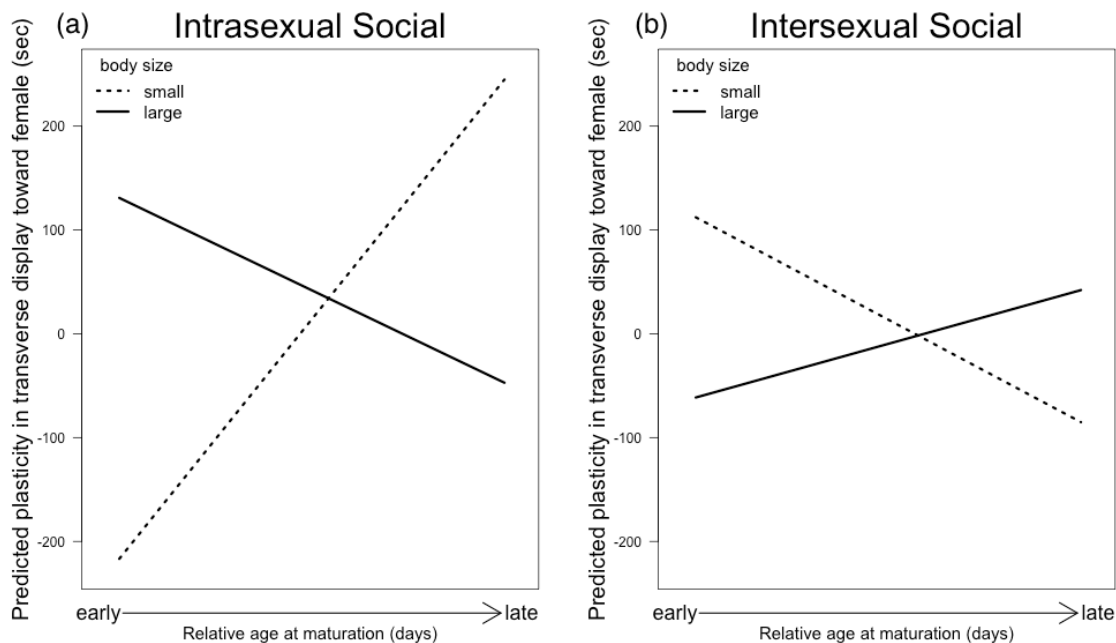 (a) Intrasexual Social
Predicted plasticity in transverse display toward female (sec)
body size
small
large
200
100
0
-100
-200
early late
Relative age at maturation (days)
(b) Intersexual Social
Predicted plasticity in transverse display toward female (sec)
body size
small
large
200
100
0
-100
-200
early late
Relative age at maturation (days)